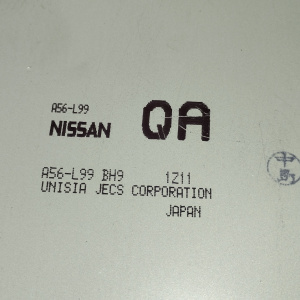 A56-L99
NISSAN QA
A56-L99 BH9 1Z11
UNISIA JECS CORPORATION
JAPAN